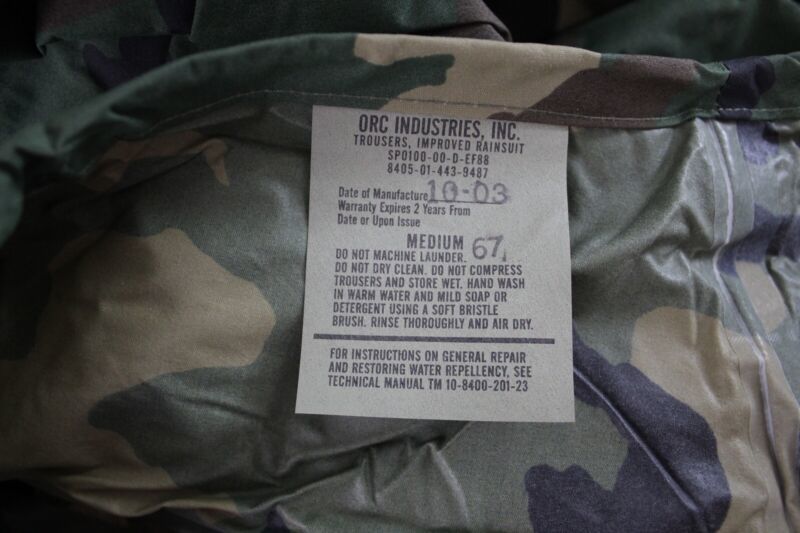 ORC INDUSTRIES, INC.
TROUSERS, IMPROVED RAINSUIT
SPO100-00-D-EF88
8405-01-443-9487
Date of Manufacture 10-03
Warranty Expires 2 Years From
Date or Upon Issue
MEDIUM 67
DO NOT MACHINE LAUNDER.
DO NOT DRY CLEAN. DO NOT COMPRESS
TROUSERS AND STORE WET. HAND WASH
IN WARM WATER AND MILD SOAP OR
DETERGENT USING A SOFT BRISTLE
BRUSH. RINSE THOROUGHLY AND AIR DRY.
FOR INSTRUCTIONS ON GENERAL REPAIR
AND RESTORING WATER REPELLENCY, SEE
TECHNICAL MANUAL TM 10-8400-201-23